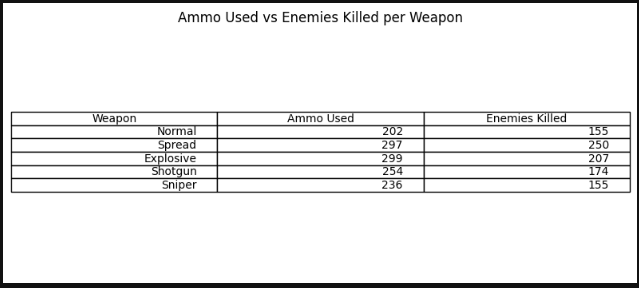 Ammo Used vs Enemies Killed per Weapon
Weapon Ammo Used Enemies Killed
Normal 202 155
Spread 297 250
Explosive 299 207
Shotgun 254 174
Sniper 236 155